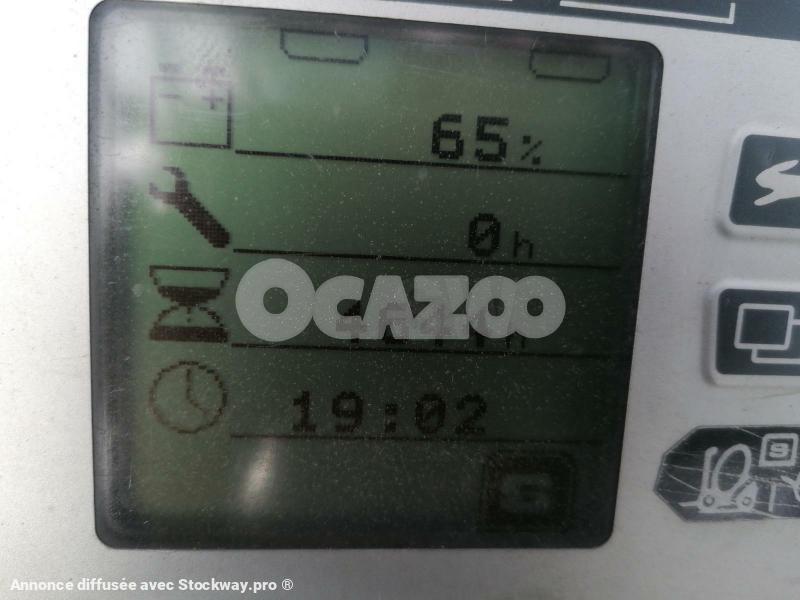 65%
0h
OCAZOO
19:02
S
S
Annonce diffusée avec Stockway.pro ®